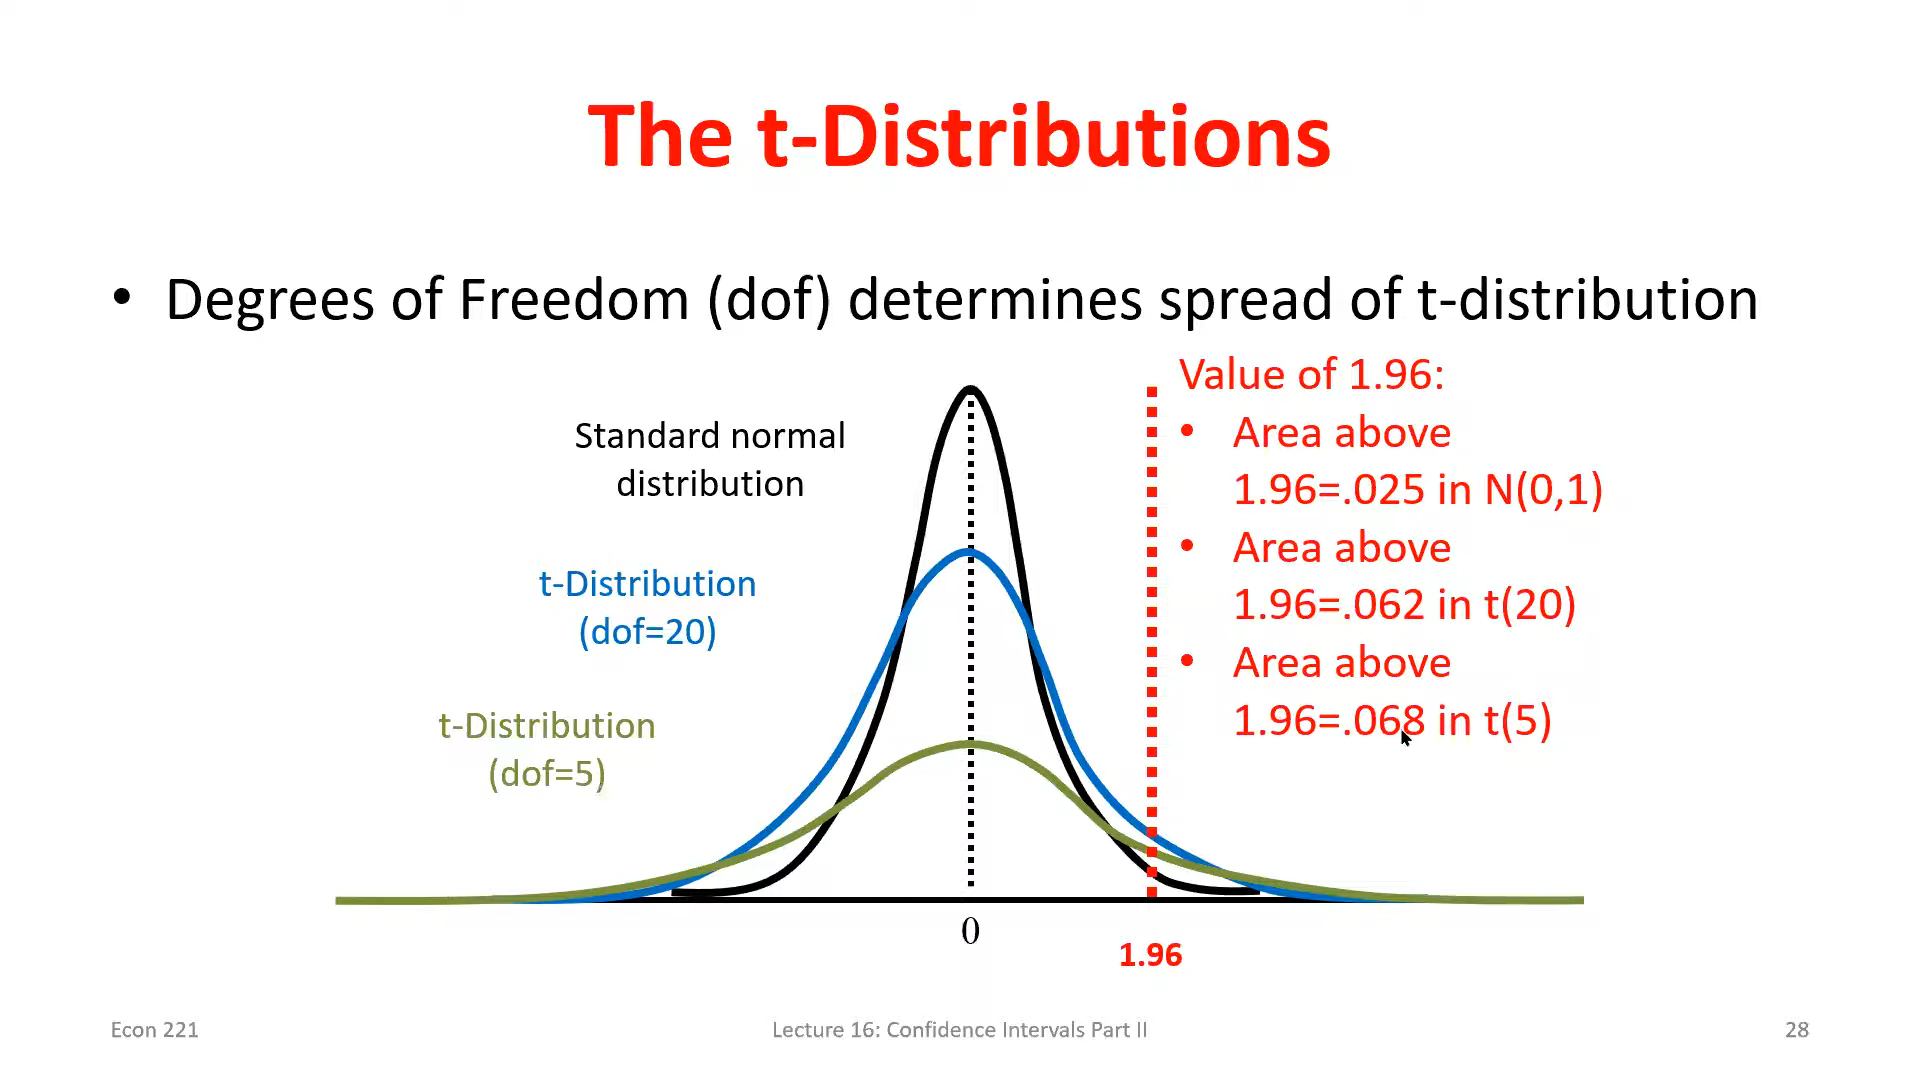 The t-Distributions
• Degrees of Freedom (dof) determines spread of t-distribution
Value of 1.96:
• Area above
1.96=.025 in N(0,1)
• Area above
1.96=.062 in t(20)
• Area above
1.96=.068 in t(5)
Standard normal
distribution
t-Distribution
(dof=20)
t-Distribution
(dof=5)
0
1.96
Econ 221
Lecture 16: Confidence Intervals Part II
28